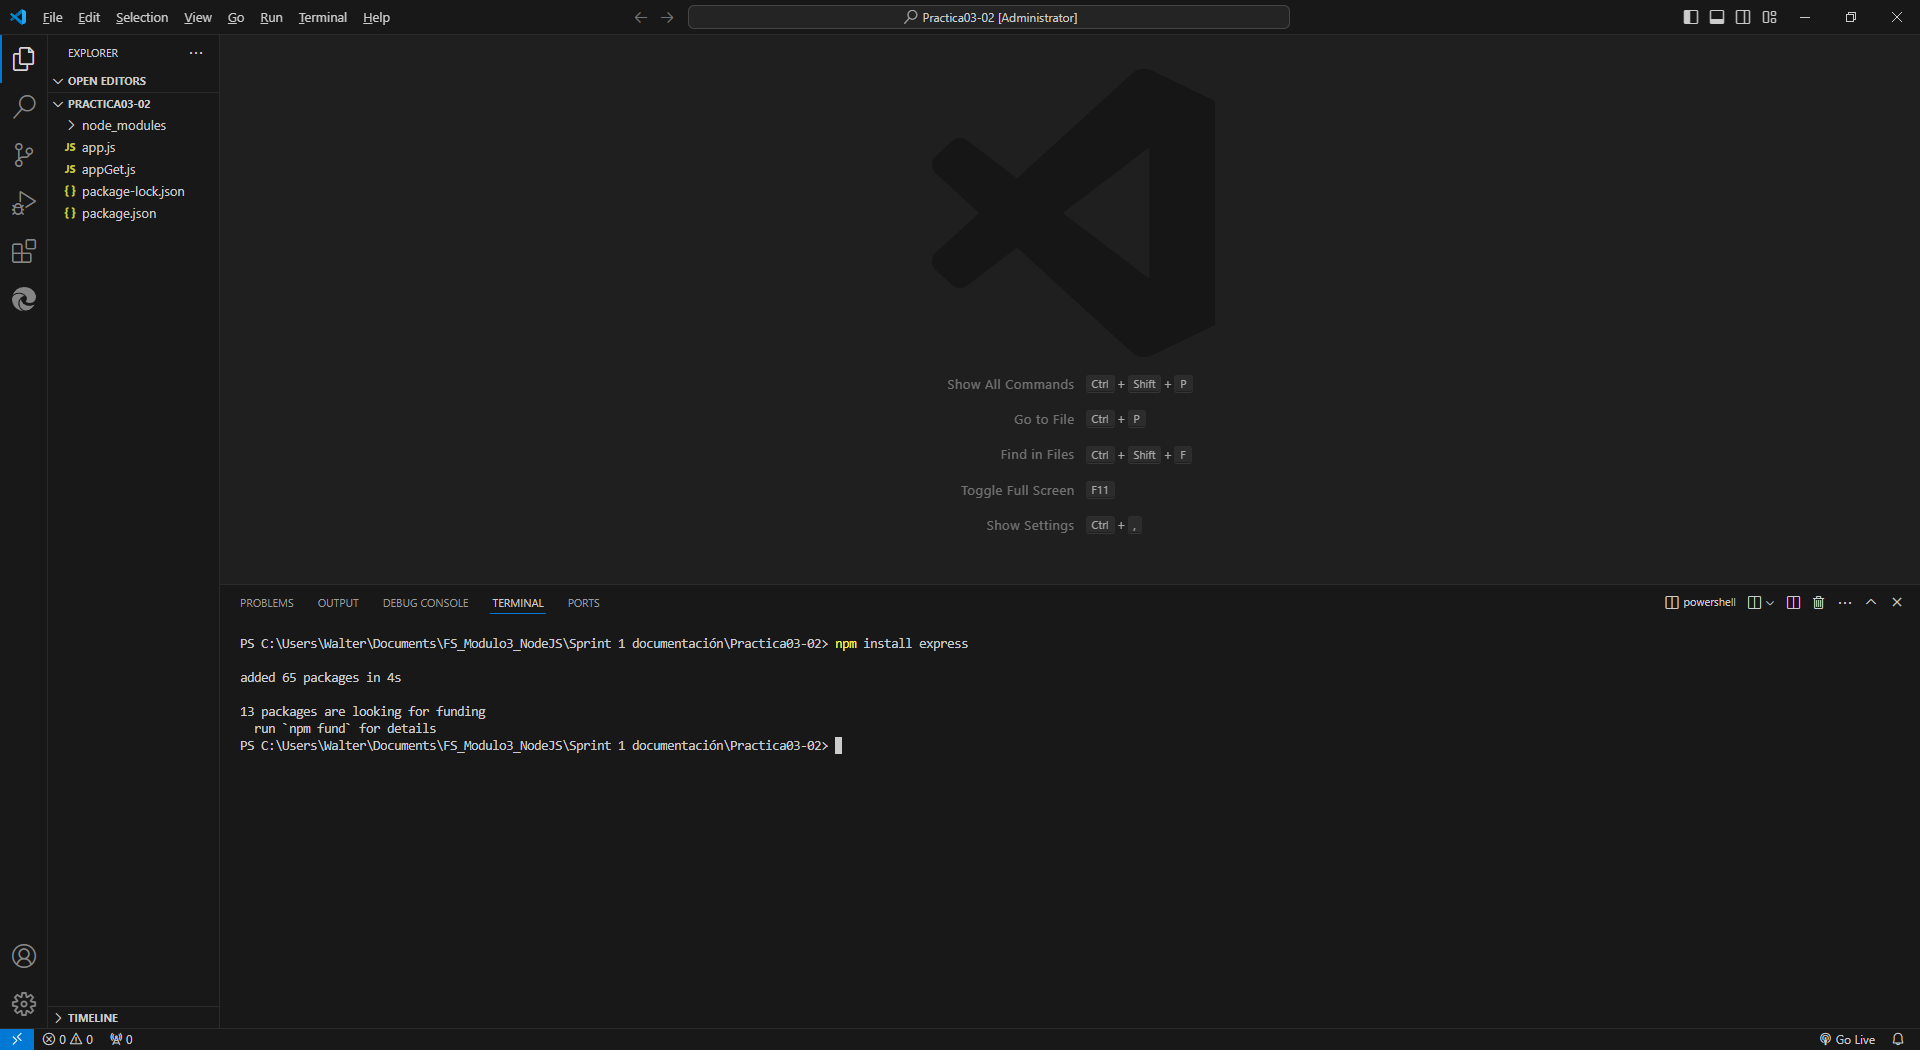 File Edit Selection View Go Run Terminal Help
Practica03-02 [Administrator]
EXPLORER
OPEN EDITORS
PRACTICA03-02
node_modules
JS app.js
JS appGet.js
{} package-lock.json
{} package.json
Show All Commands Ctrl + Shift + P
Go to File Ctrl + P
Find in Files Ctrl + Shift + F
Toggle Full Screen F11
Show Settings Ctrl + ,
PROBLEMS OUTPUT DEBUG CONSOLE TERMINAL PORTS
powershell
PS C:\Users\Walter\Documents\FS_Modulo3_NodeJS\Sprint 1 documentación\Practica03-02> npm install express
added 65 packages in 4s
13 packages are looking for funding
run `npm fund` for details
PS C:\Users\Walter\Documents\FS_Modulo3_NodeJS\Sprint 1 documentación\Practica03-02>
TIMELINE
0 0 0
Go Live